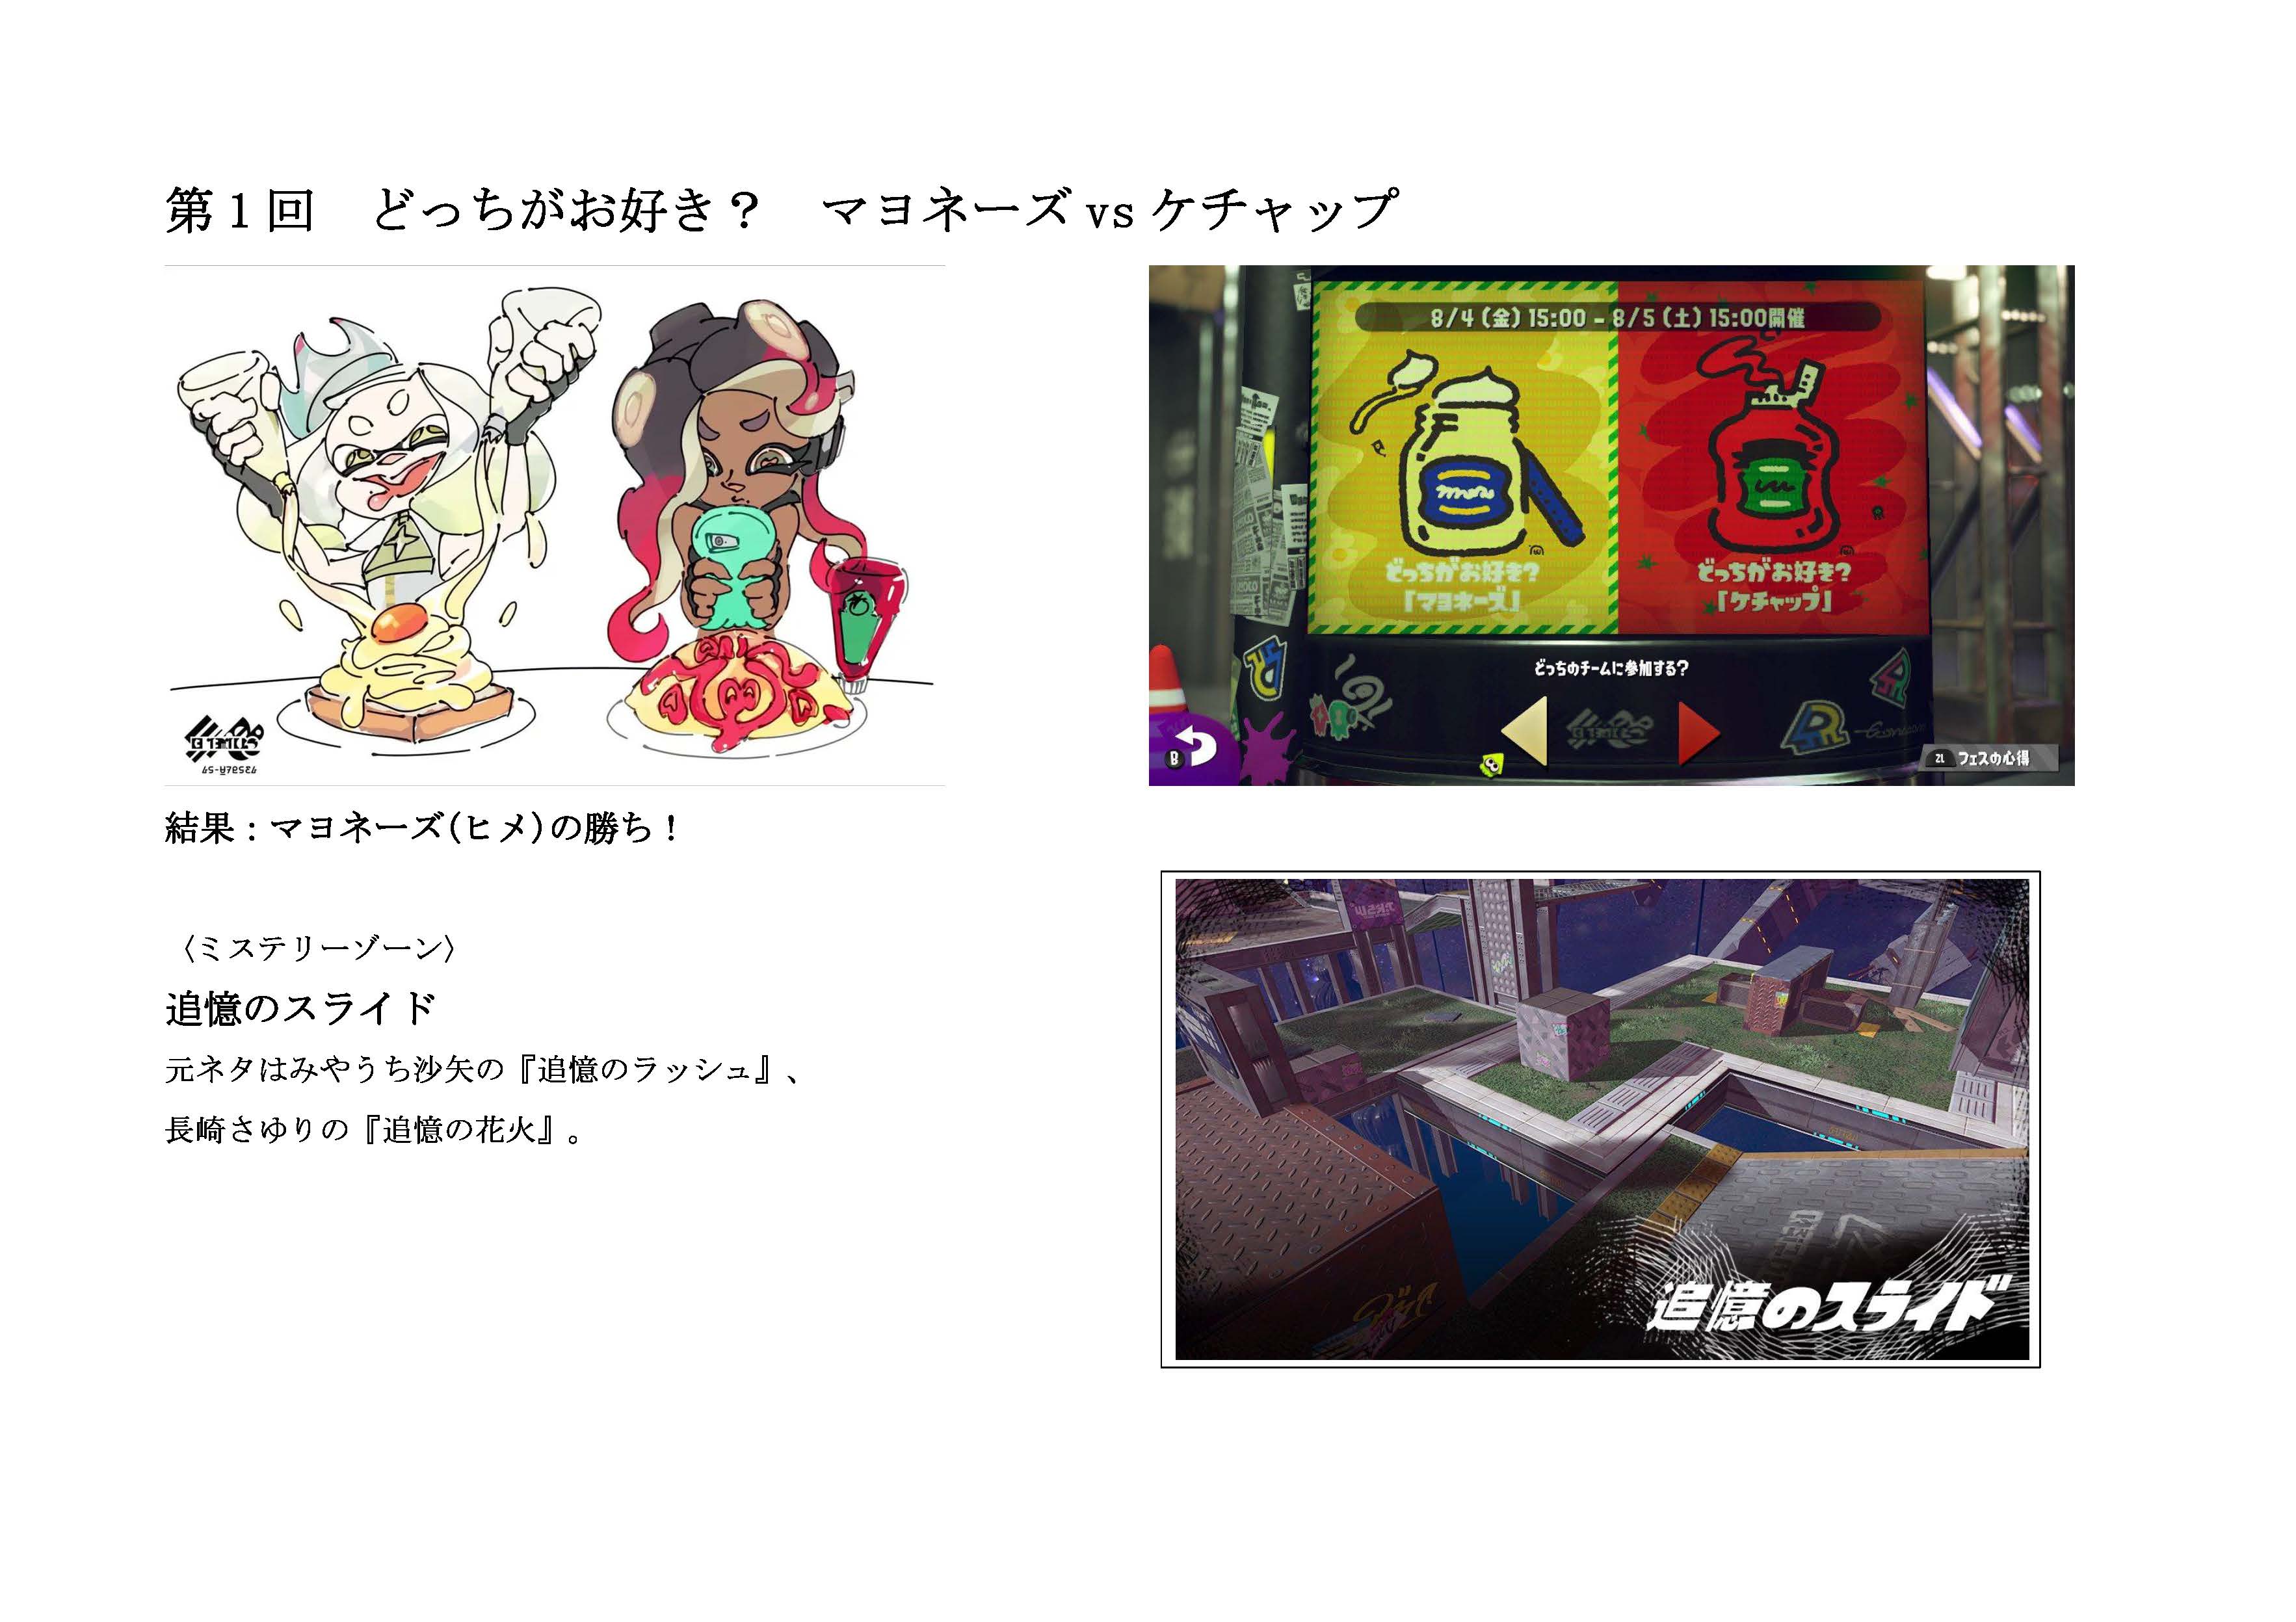 第１回　どっちがお好き？　マヨネーズ vs ケチャップ
8/4（金）15:00 - 8/5（土）15:00開催
どっちがお好き？
「マヨネーズ」
どっちがお好き？
「ケチャップ」
どっちのチームに参加する？
B
ZL フェスの心得
結果：マヨネーズ(ヒメ)の勝ち！
〈ミステリーゾーン〉
追憶のスライド
元ネタはみやうち沙矢の『追憶のラッシュ』、
長崎さゆりの『追憶の花火』。
追憶のスライド